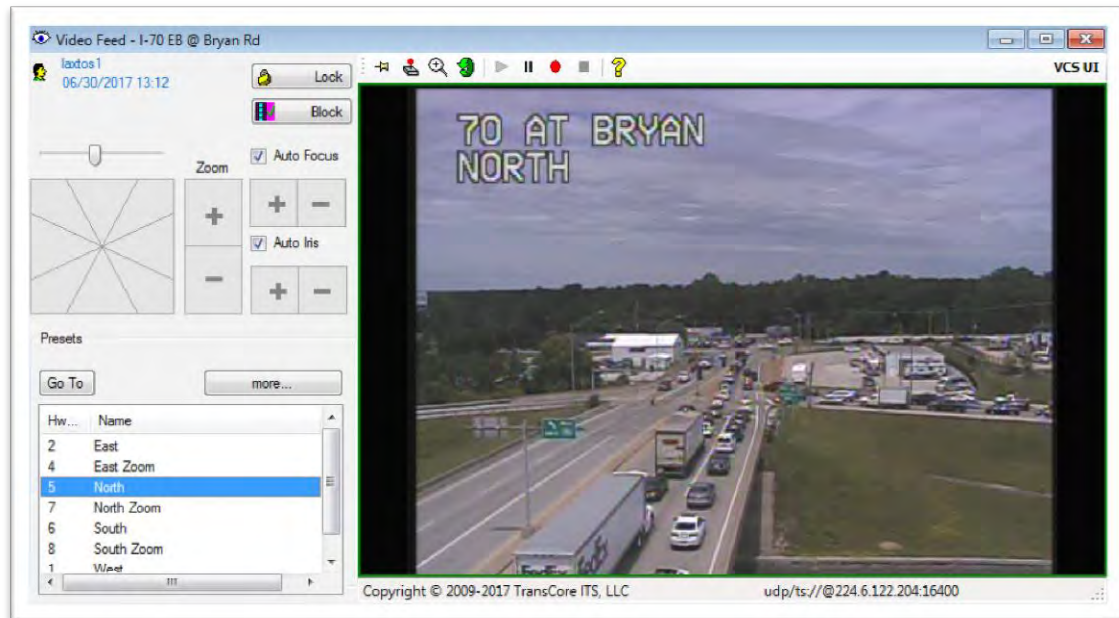 Video Feed - I-70 EB @ Bryan Rd
laxtos1
06/30/2017 13:12
Lock
Block
VCS UI
Zoom
Auto Focus
Auto Iris
Presets
Go To
more...
Hw... Name
2 East
4 East Zoom
5 North
7 North Zoom
6 South
8 South Zoom
1 West
70 AT BRYAN
NORTH
FedEx
Copyright © 2009-2017 TransCore ITS, LLC
udp/ts://@224.6.122.204:16400